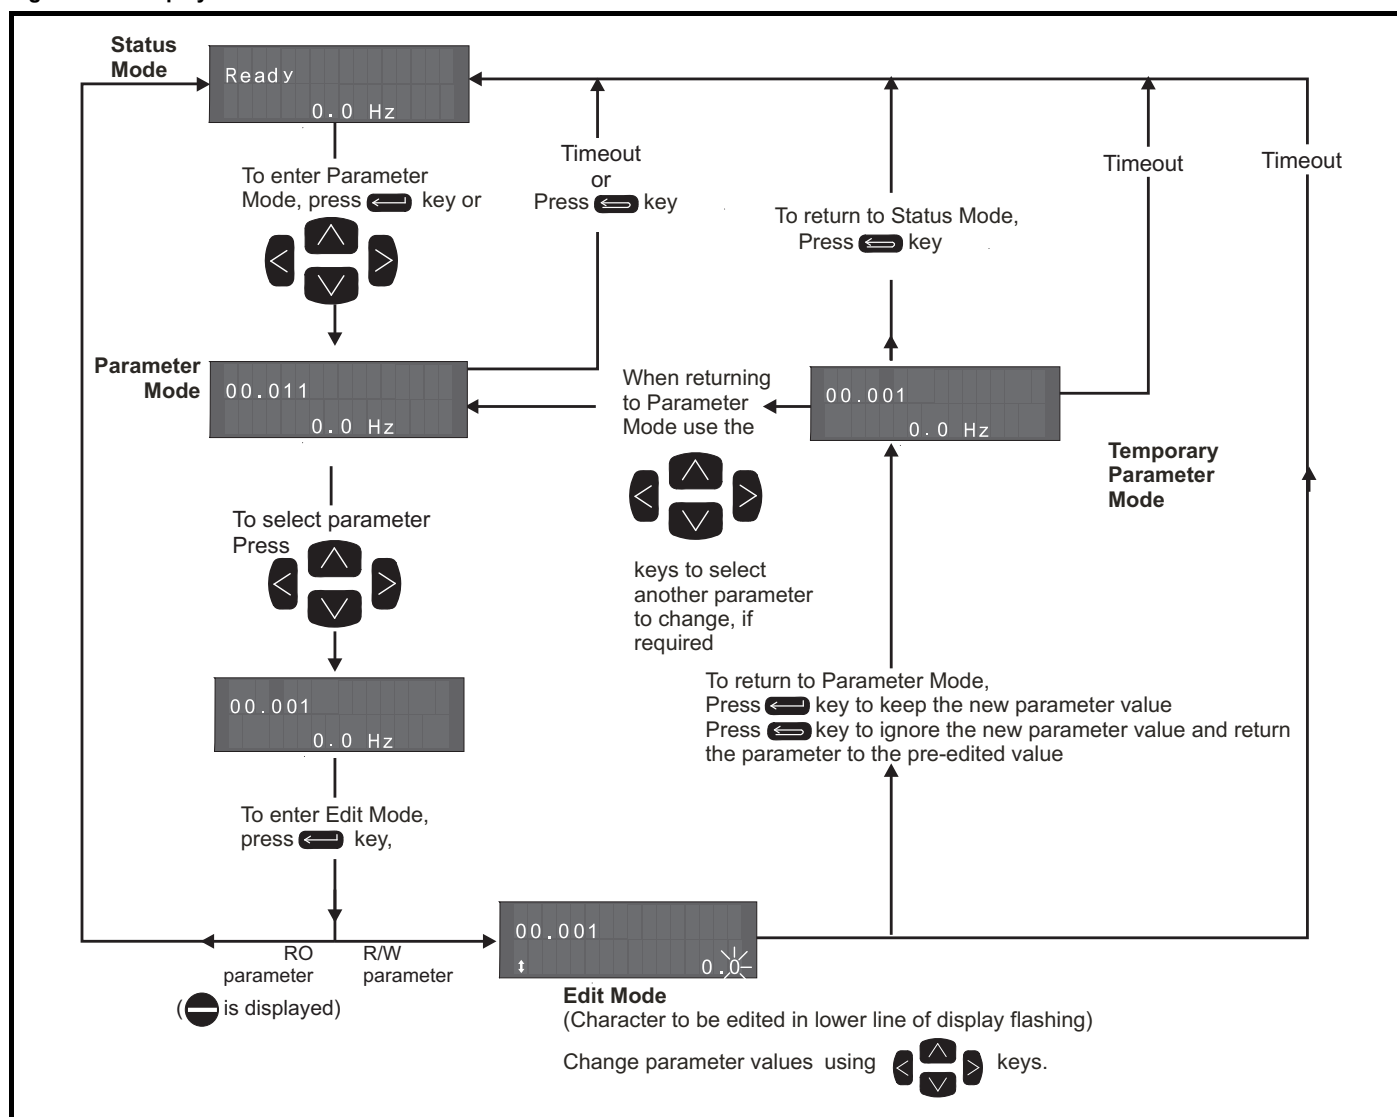 Status
Mode
Ready
0.0 Hz
To enter Parameter
Mode, press key or
Timeout
or
Press key
To return to Status Mode,
Press key
Timeout
Timeout
Parameter
Mode
00.011
0.0 Hz
When returning
to Parameter
Mode use the
00.001
0.0 Hz
Temporary
Parameter
Mode
To select parameter
Press
keys to select
another parameter
to change, if
required
00.001
0.0 Hz
To return to Parameter Mode,
Press key to keep the new parameter value
Press key to ignore the new parameter value and return
the parameter to the pre-edited value
To enter Edit Mode,
press key,
RO
parameter
( is displayed)
R/W
parameter
00.001
0.0
Edit Mode
(Character to be edited in lower line of display flashing)
Change parameter values using keys.